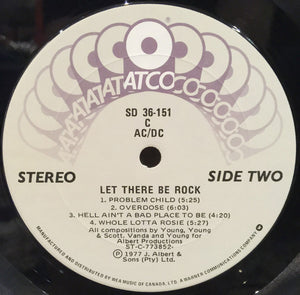 AAAAATATATATCOCOCOOOOO
SD 36-151
C
AC/DC
STEREO
SIDE TWO
LET THERE BE ROCK
1. PROBLEM CHILD (5:25)
2. OVERDOSE (6:03)
3. HELL AIN'T A BAD PLACE TO BE (4:20)
4. WHOLE LOTTA ROSIE (5:20)
All compositions by Young, Young
& Scott. Vanda and Young for
Albert Productions
ST-C-773852-
℗ 1977 J. Albert &
Sons (Pty) Ltd.
MANUFACTURED AND DISTRIBUTED BY WEA MUSIC OF CANADA, LTD. A WARNER COMMUNICATIONS COMPANY